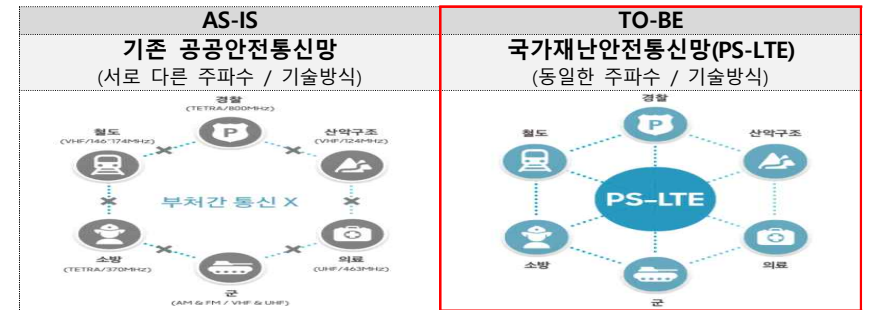 AS-IS
기존 공공안전통신망
(서로 다른 주파수 / 기술방식)
경찰
(TETRA/800MHz)
철도
(VHF/146~174MHz)
산악구조
(VHF/124MHz)
P
부처간 통신 X
소방
(TETRA/370MHz)
의료
(UHF/463MHz)
군
(AM & FM / VHF & UHF)
TO-BE
국가재난안전통신망(PS-LTE)
(동일한 주파수 / 기술방식)
경찰
P
철도
산악구조
PS-LTE
소방
의료
군